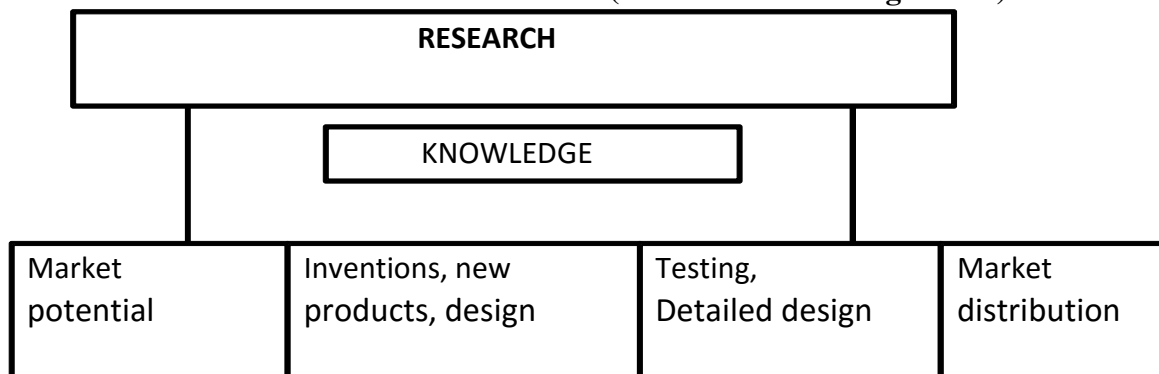 RESEARCH
KNOWLEDGE
Market
potential
Inventions, new
products, design
Testing,
Detailed design
Market
distribution